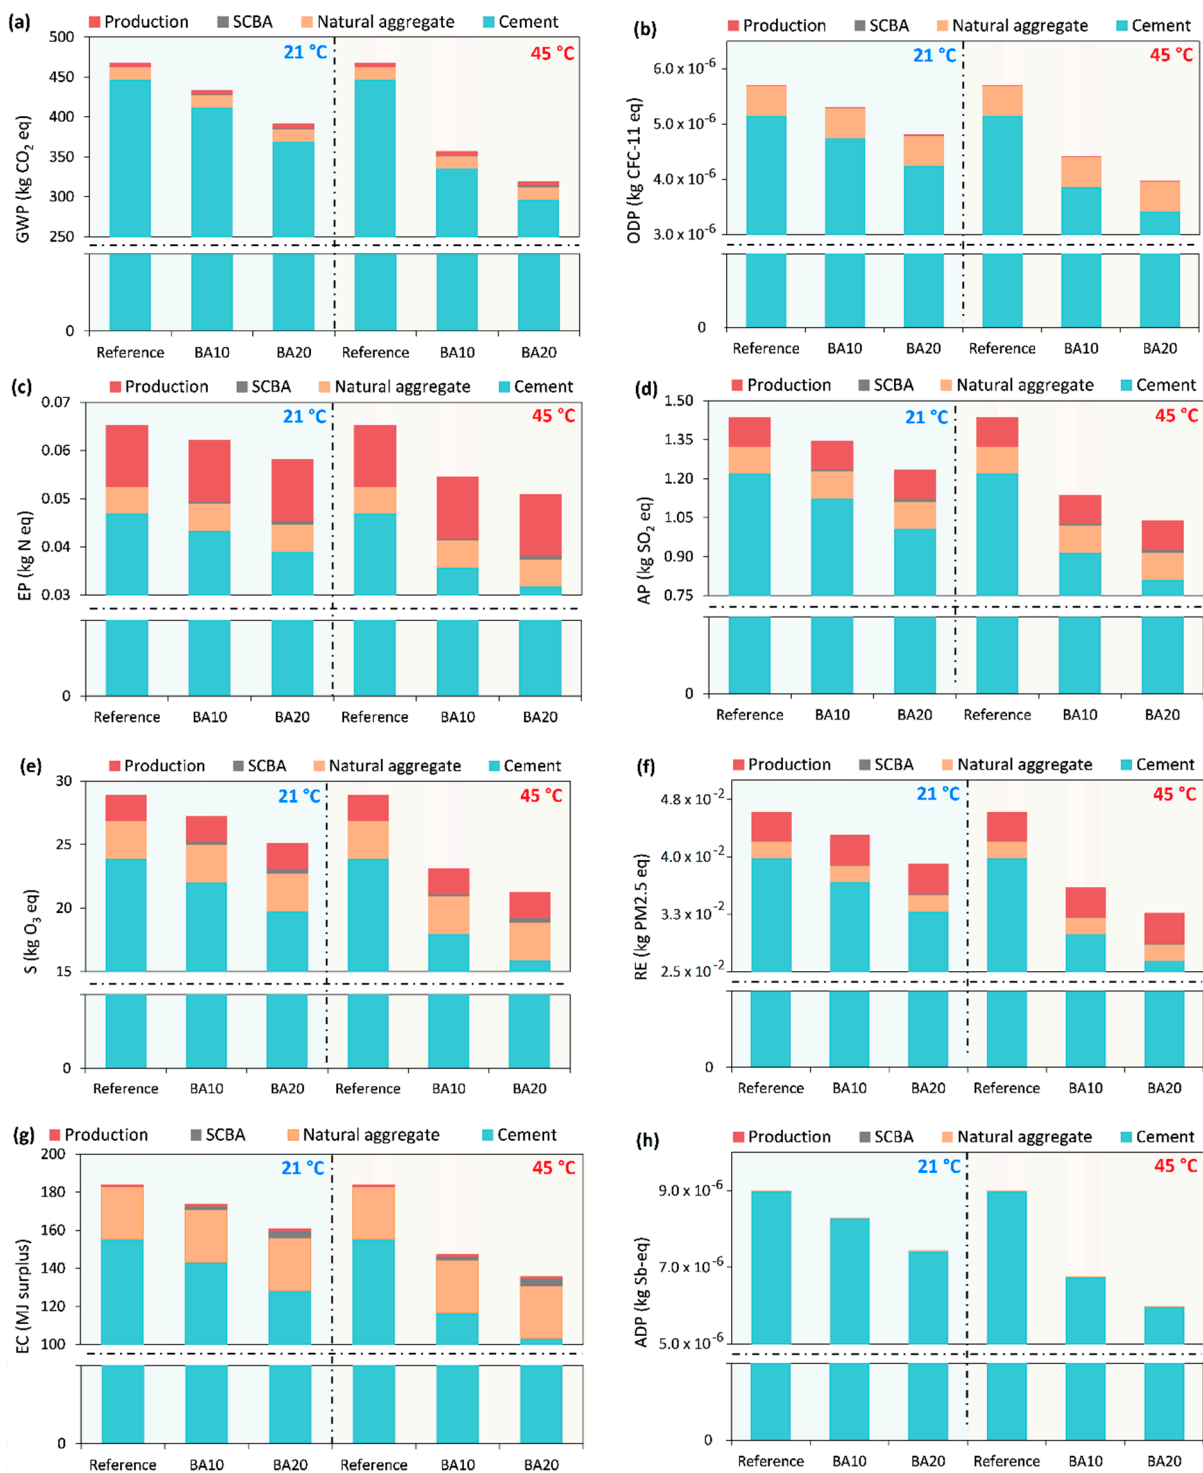 (a)
Production SCBA Natural aggregate Cement
500
450
400
350
300
250
0
GWP (kg CO₂ eq)
21 °C
45 °C
Reference BA10 BA20 Reference BA10 BA20
(b)
Production SCBA Natural aggregate Cement
6.0 x 10⁻⁶
5.0 x 10⁻⁶
4.0 x 10⁻⁶
3.0 x 10⁻⁶
0
ODP (kg CFC-11 eq)
21 °C
45 °C
Reference BA10 BA20 Reference BA10 BA20
(c)
Production SCBA Natural aggregate Cement
0.07
0.06
0.05
0.04
0.03
0
EP (kg N eq)
21 °C
45 °C
Reference BA10 BA20 Reference BA10 BA20
(d)
Production SCBA Natural aggregate Cement
1.50
1.35
1.20
1.05
0.90
0.75
0
AP (kg SO₂ eq)
21 °C
45 °C
Reference BA10 BA20 Reference BA10 BA20
(e)
Production SCBA Natural aggregate Cement
30
25
20
15
0
S (kg O₃ eq)
21 °C
45 °C
Reference BA10 BA20 Reference BA10 BA20
(f)
Production SCBA Natural aggregate Cement
4.8 x 10⁻²
4.0 x 10⁻²
3.3 x 10⁻²
2.5 x 10⁻²
0
RE (kg PM2.5 eq)
21 °C
45 °C
Reference BA10 BA20 Reference BA10 BA20
(g)
Production SCBA Natural aggregate Cement
200
180
160
140
120
100
0
EC (MJ surplus)
21 °C
45 °C
Reference BA10 BA20 Reference BA10 BA20
(h)
Production SCBA Natural aggregate Cement
9.0 x 10⁻⁶
7.0 x 10⁻⁶
5.0 x 10⁻⁶
0
ADP (kg Sb-eq)
21 °C
45 °C
Reference BA10 BA20 Reference BA10 BA20